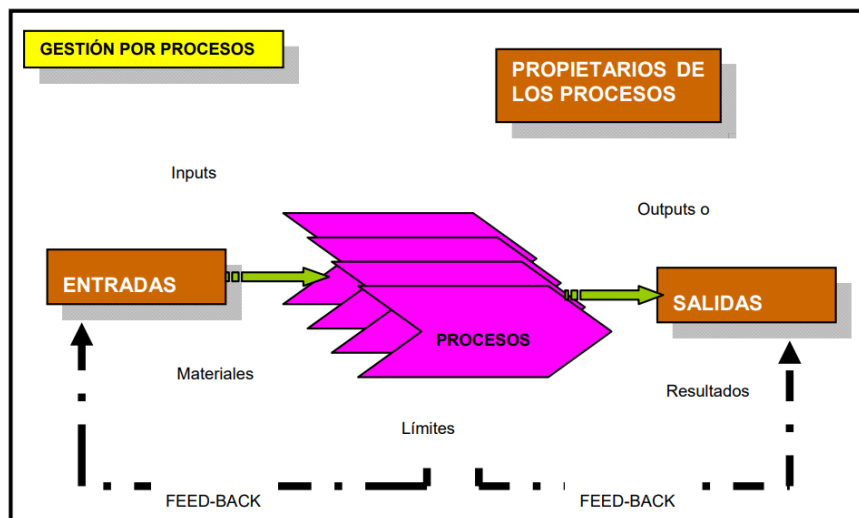 GESTIÓN POR PROCESOS
PROPIETARIOS DE
LOS PROCESOS
Inputs
Outputs o
ENTRADAS
SALIDAS
PROCESOS
Materiales
Resultados
Límites
FEED-BACK
FEED-BACK